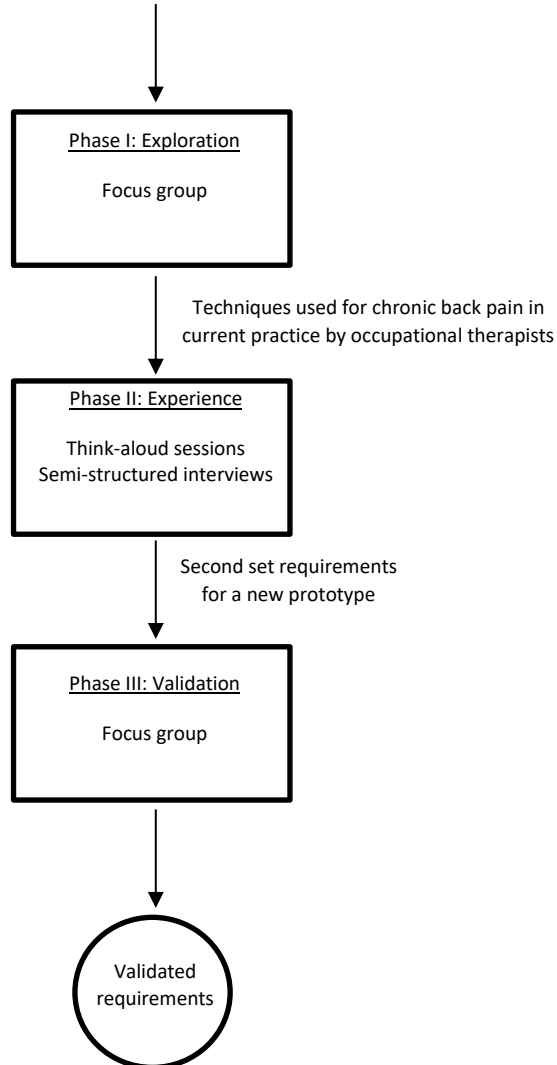 Phase I: Exploration
Focus group
Techniques used for chronic back pain in
current practice by occupational therapists
Phase II: Experience
Think-aloud sessions
Semi-structured interviews
Second set requirements
for a new prototype
Phase III: Validation
Focus group
Validated
requirements